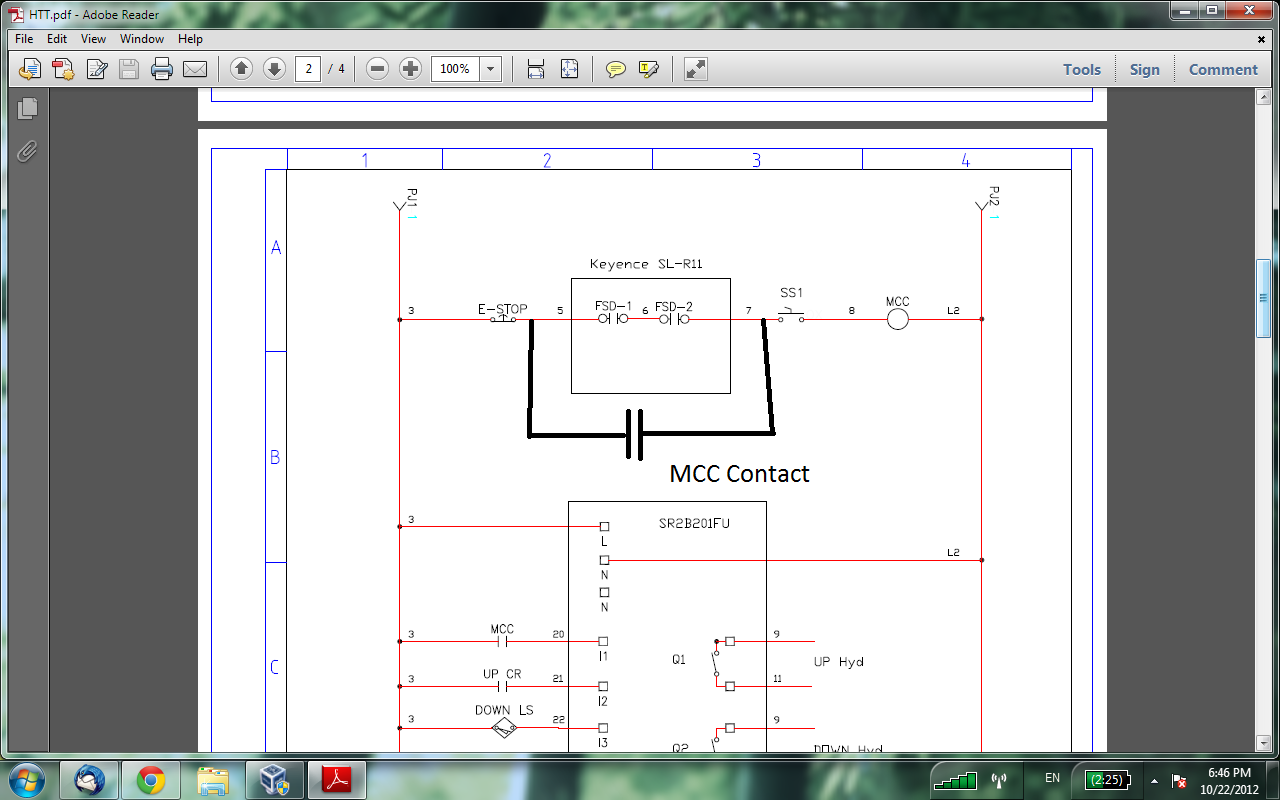 HTT.pdf - Adobe Reader
File Edit View Window Help
2 / 4 100% Tools Sign Comment
1 2 3 4
PJ1 1
PJ2 1
A
Keyence SL-R11
3 E-STOP 5 FSD-1 6 FSD-2 7 SS1 8 MCC L2
B
MCC Contact
SR2B201FU
3 L
N L2
N
C
3 MCC 20 I1
Q1 9 UP Hyd
3 UP CR 21 I2
11
3 DOWN LS 22 I3
Q2 9 DOWN Hyd
EN (2:25) 6:46 PM
10/22/2012